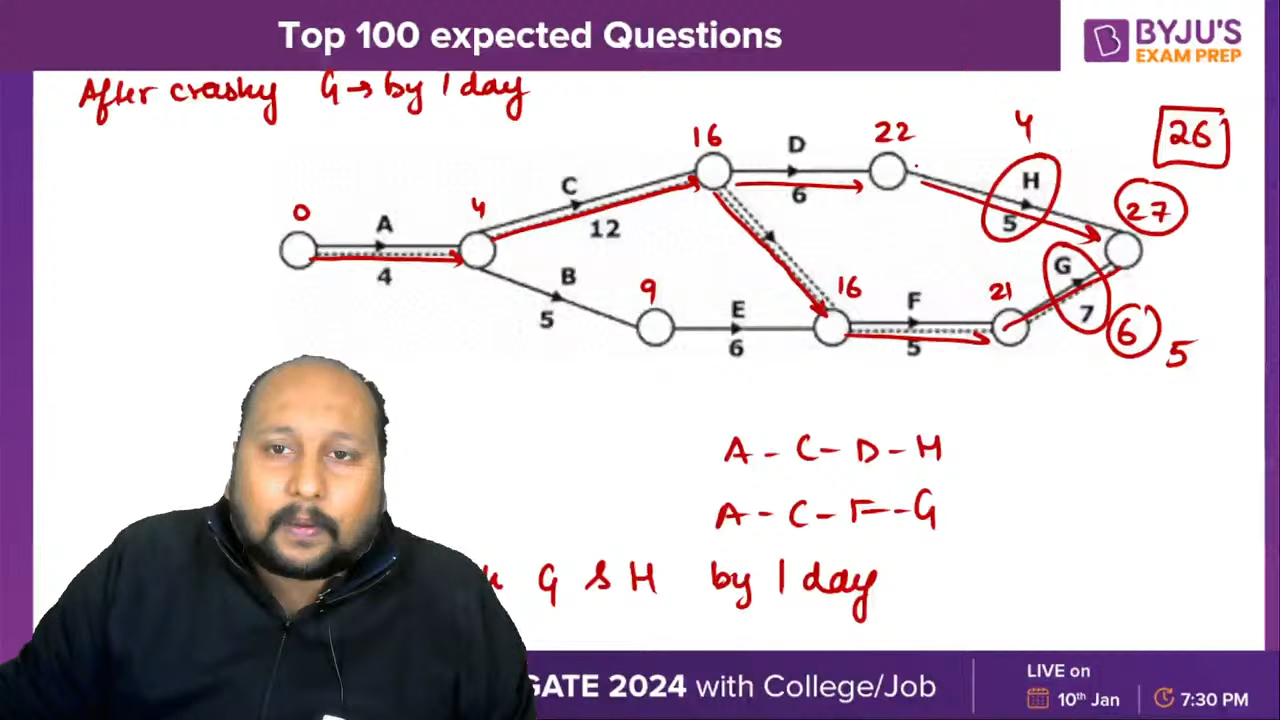 Top 100 expected Questions
BYJU'S
EXAM PREP
After crashy G → by 1 day
16
D
22
4
26
6
H
5
27
C
12
0
A
4
4
B
5
9
E
6
16
F
5
21
G
7
6
5
A - C - D - H
A - C - F - G
G & H by 1 day
GATE 2024 with College/Job
LIVE on
10th Jan
7:30 PM